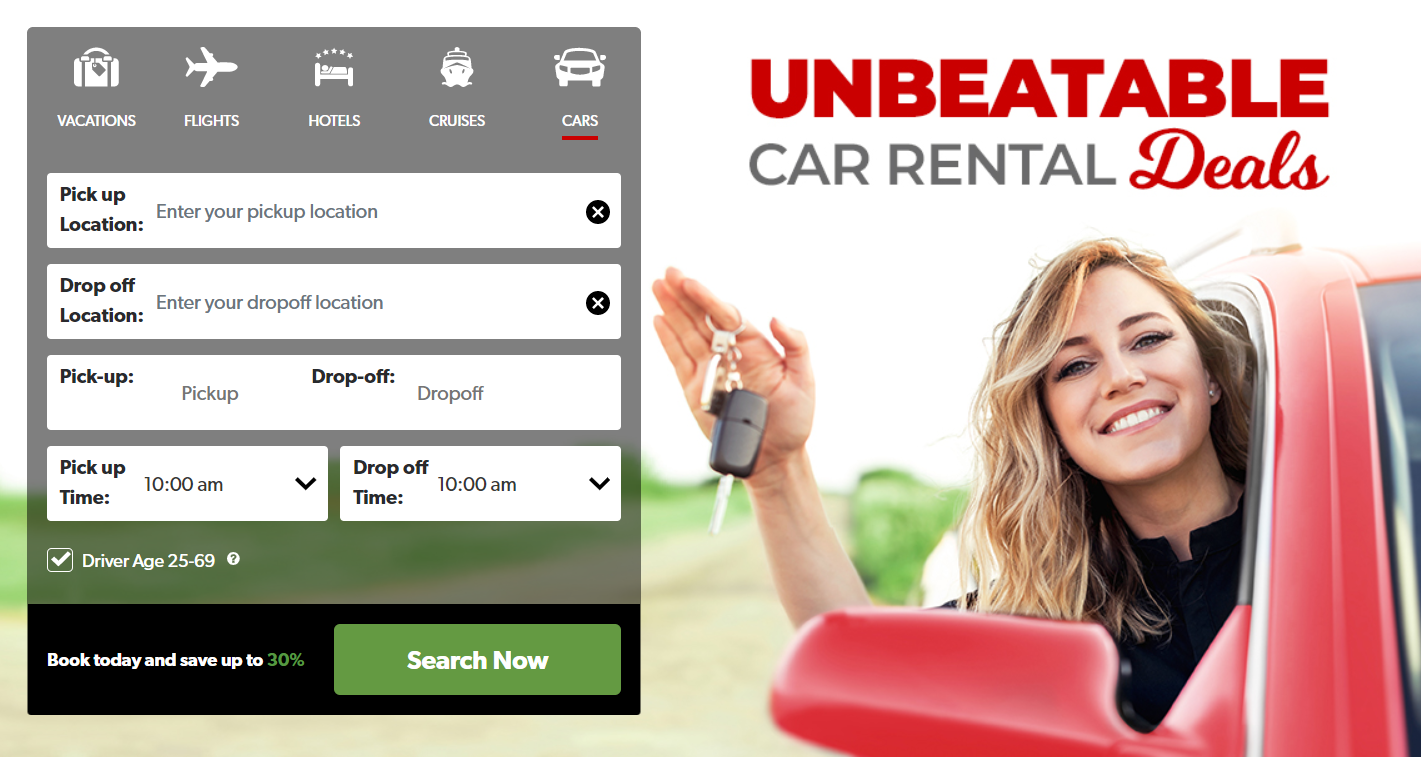 VACATIONS FLIGHTS HOTELS CRUISES CARS
Pick up
Location:
Enter your pickup location
Drop off
Location:
Enter your dropoff location
Pick-up:
Pickup
Drop-off:
Dropoff
Pick up
Time:
10:00 am
Drop off
Time:
10:00 am
Driver Age 25-69 ?
Book today and save up to 30%
Search Now
UNBEATABLE
CAR RENTAL Deals